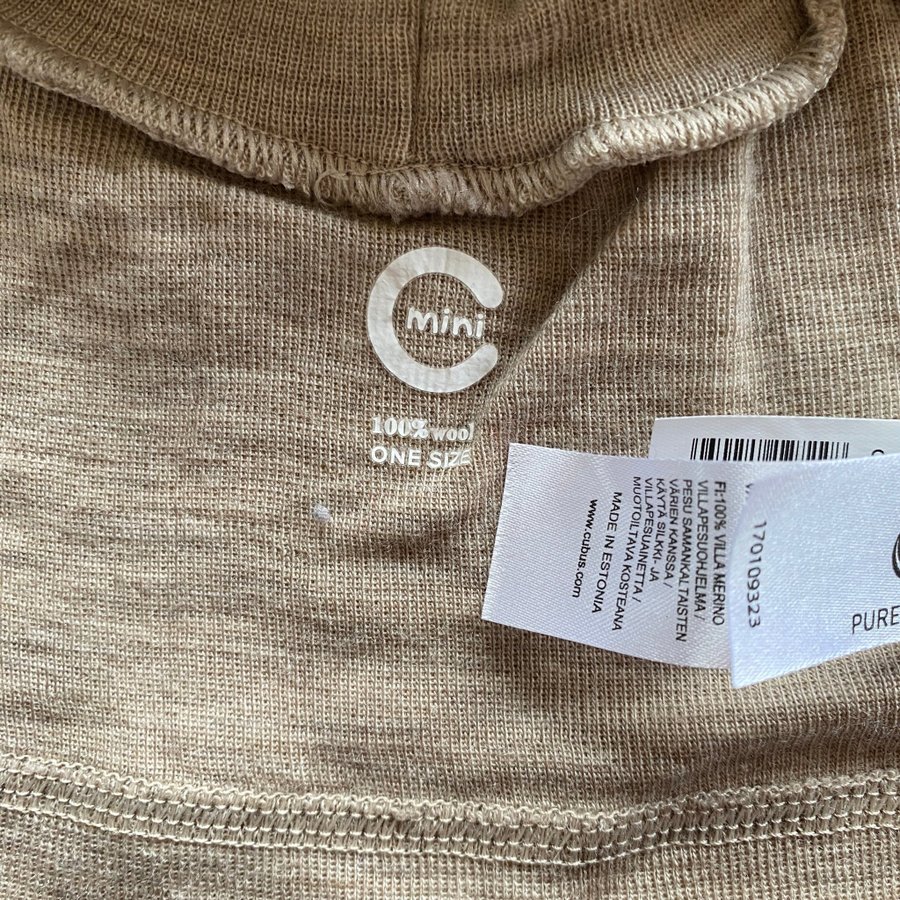 mini
100% wool
ONE SIZE
FI:100% VILLA MERINO
VILLAPESUOHJELMA /
PESU SAMANKALTAISTEN
VÄRIEN KANSSA /
KÄYTÄ SILKKI- JA
VILLAPESUAINETTA /
MUOTOILTAVA KOSTEANA
MADE IN ESTONIA
www.cubus.com
170109323
PURE